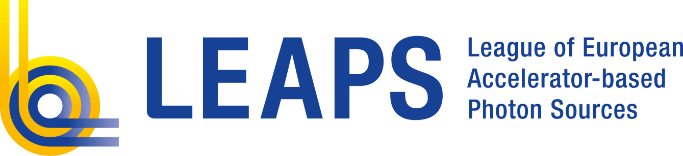 LEAPS
League of European
Accelerator-based
Photon Sources